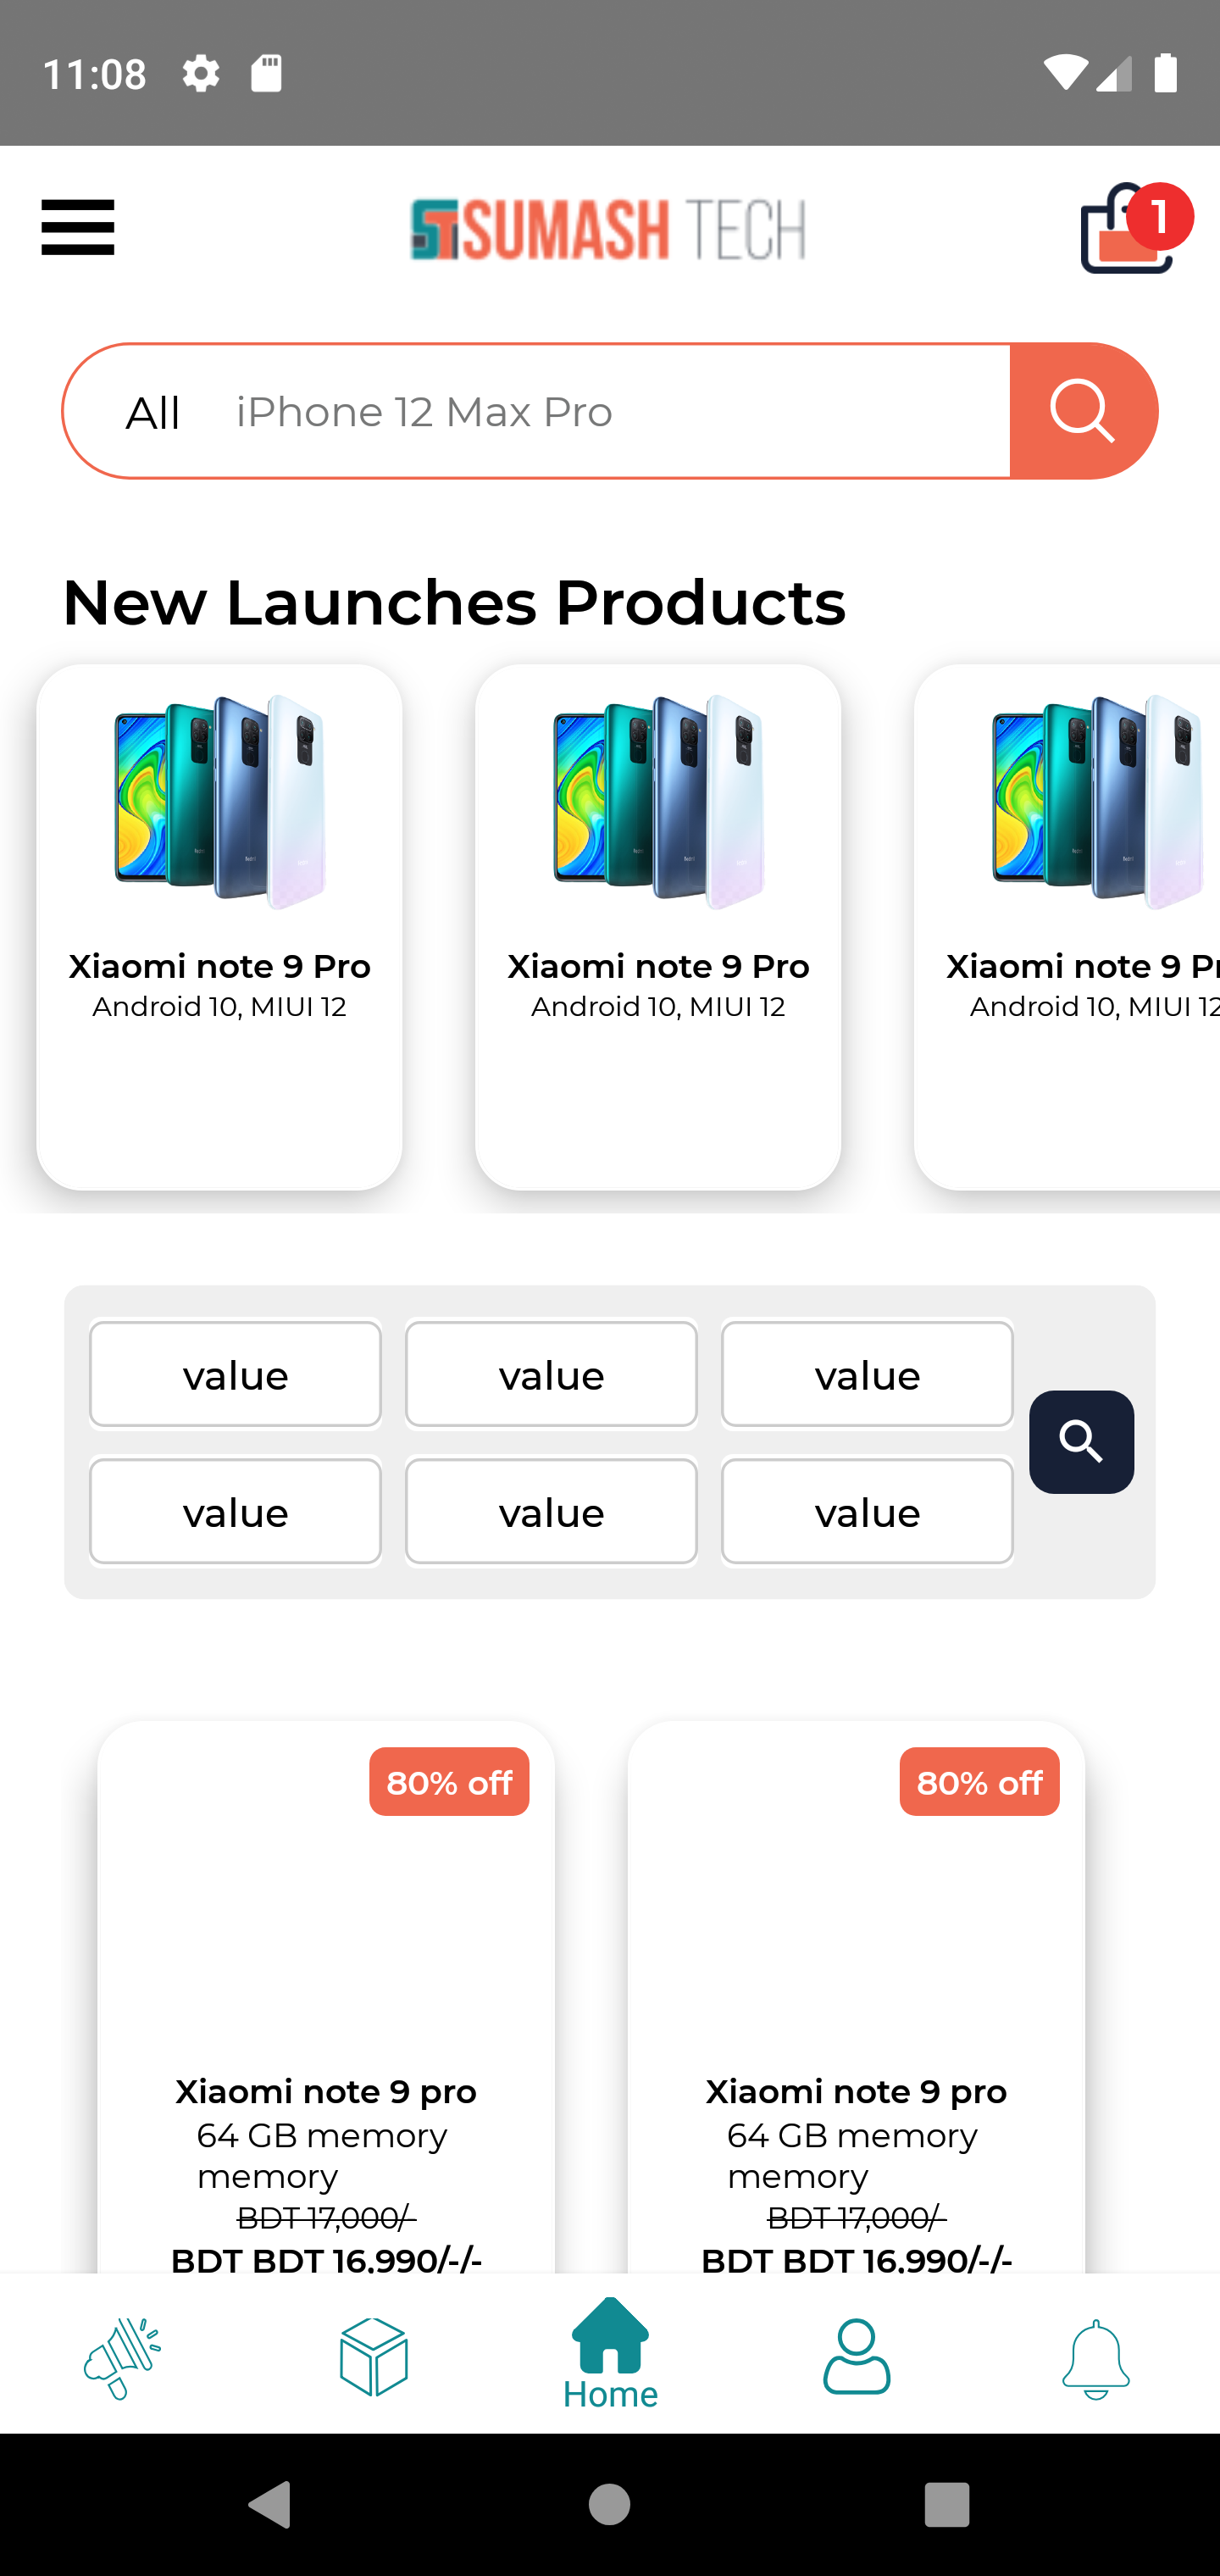 11:08
SUMASH TECH
1
All iPhone 12 Max Pro
New Launches Products
Xiaomi note 9 Pro
Android 10, MIUI 12
Xiaomi note 9 Pro
Android 10, MIUI 12
Xiaomi note 9 Pr
Android 10, MIUI 12
value value value
value value value
80% off
Xiaomi note 9 pro
64 GB memory
memory
BDT 17,000/-
BDT BDT 16,990/-/-
80% off
Xiaomi note 9 pro
64 GB memory
memory
BDT 17,000/-
BDT BDT 16,990/-/-
Home